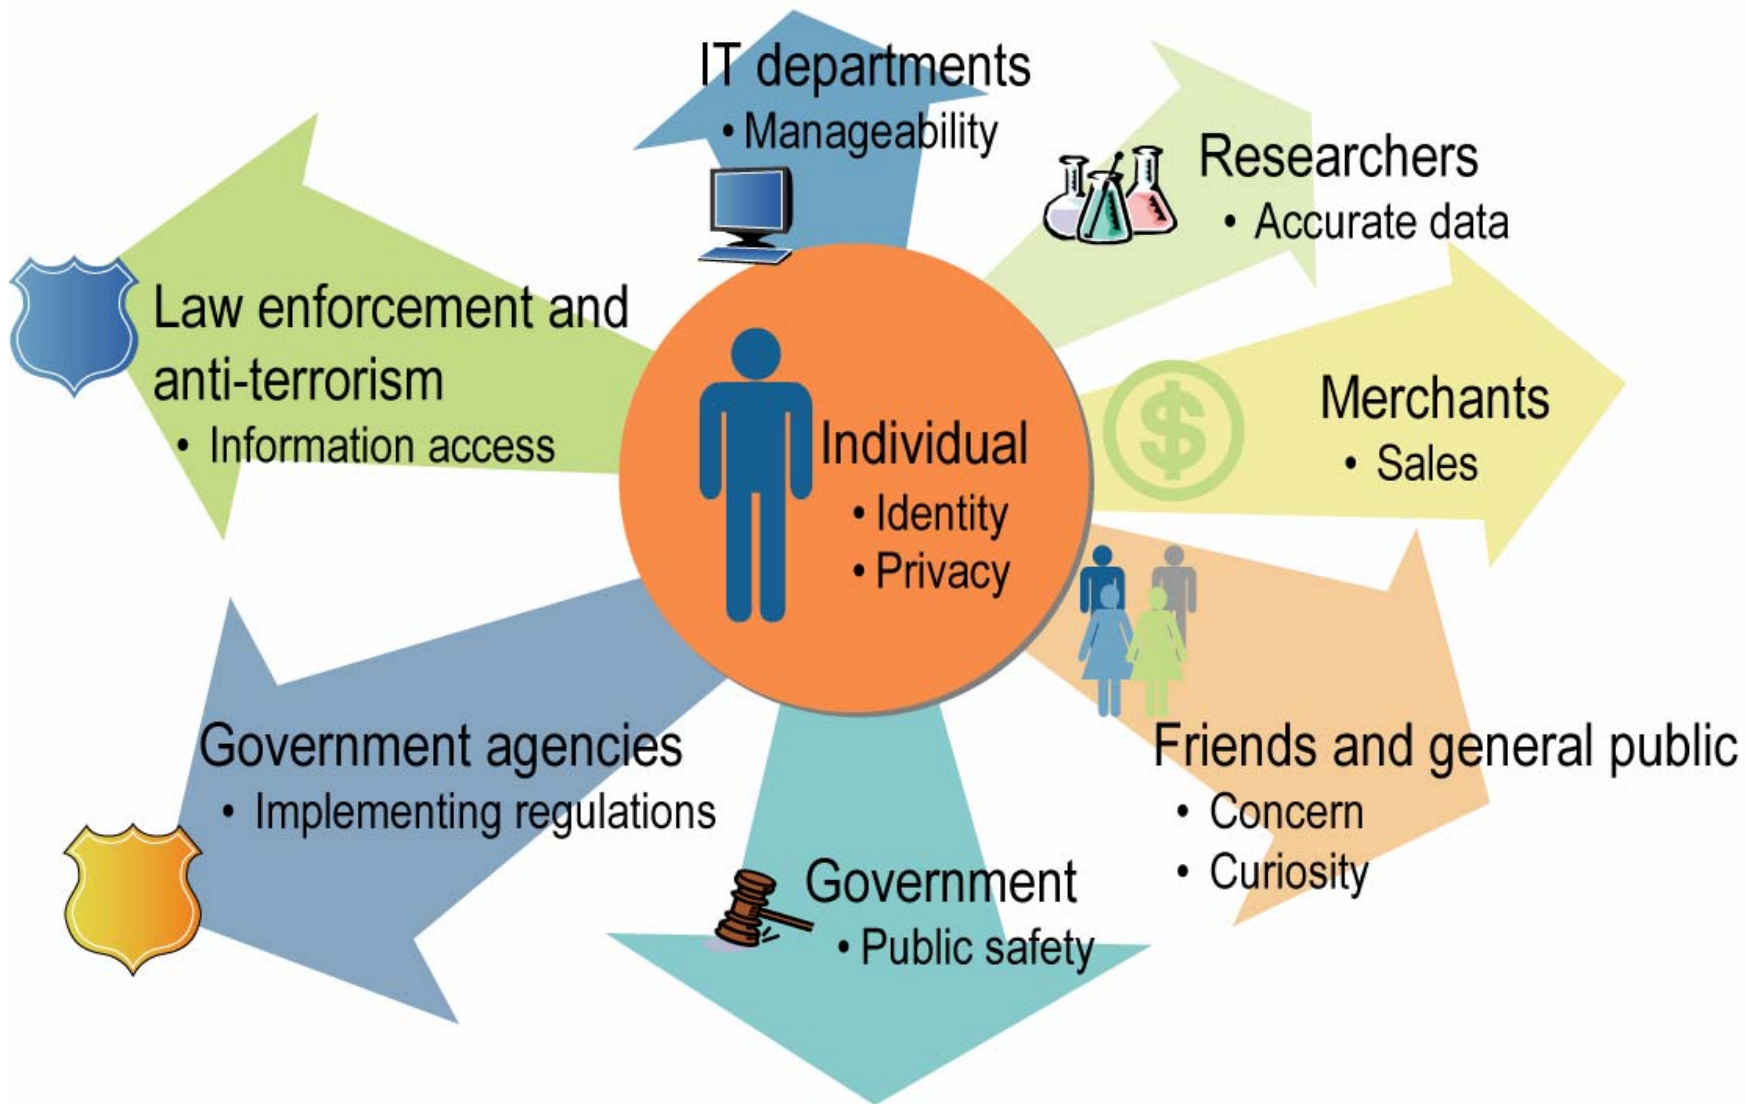 IT departments
• Manageability
Researchers
• Accurate data
Law enforcement and
anti-terrorism
• Information access
Merchants
• Sales
$
Individual
• Identity
• Privacy
Government agencies
• Implementing regulations
Friends and general public
• Concern
• Curiosity
Government
• Public safety